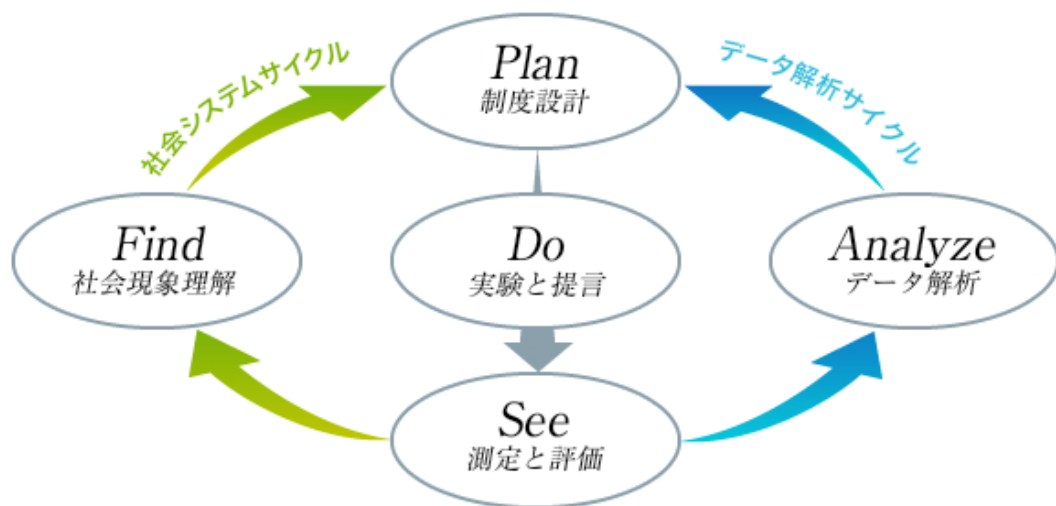 社会システムサイクル
Plan
制度設計
データ解析サイクル
Find
社会現象理解
Do
実験と提言
Analyze
データ解析
See
測定と評価